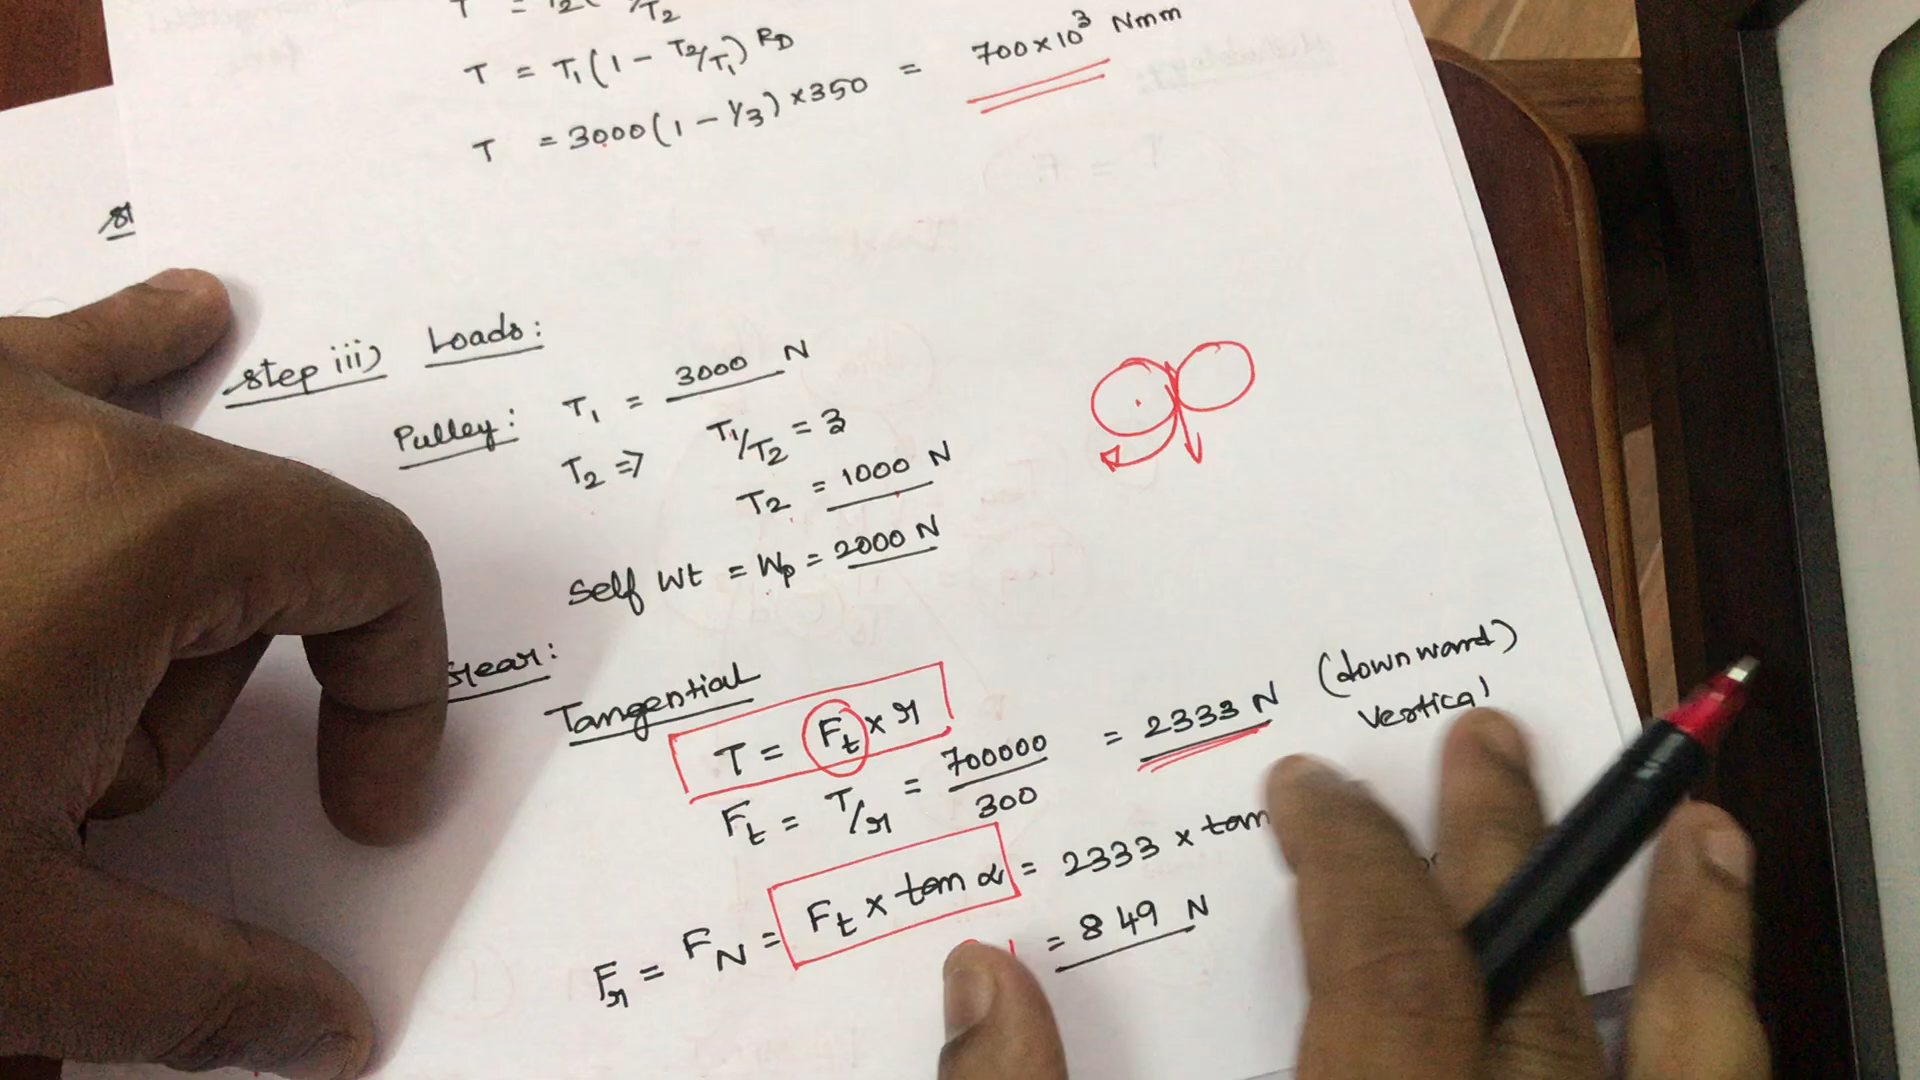 T = T₁(1 - T₂/T₁) RD
T = 3000(1 - 1/3) × 350 = 700×10³ Nmm
step iii) Loads:
Pulley: T₁ = 3000 N
T₂ ⇒ T₁/T₂ = 3
T₂ = 1000 N
Self Wt = Wp = 2000 N
Tangential
T = Ft × r
Ft = T/r = 700000/300 = 2333 N (downward)
Vertical
Fr = FN = Ft × tan α = 2333 × tan
= 849 N